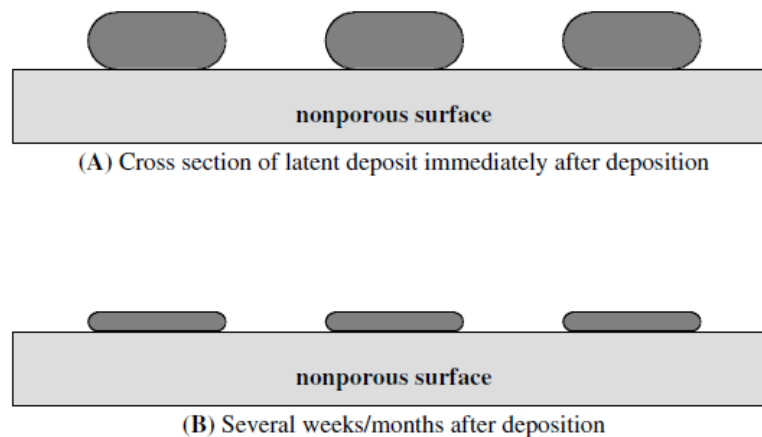 nonporous surface
(A) Cross section of latent deposit immediately after deposition
nonporous surface
(B) Several weeks/months after deposition